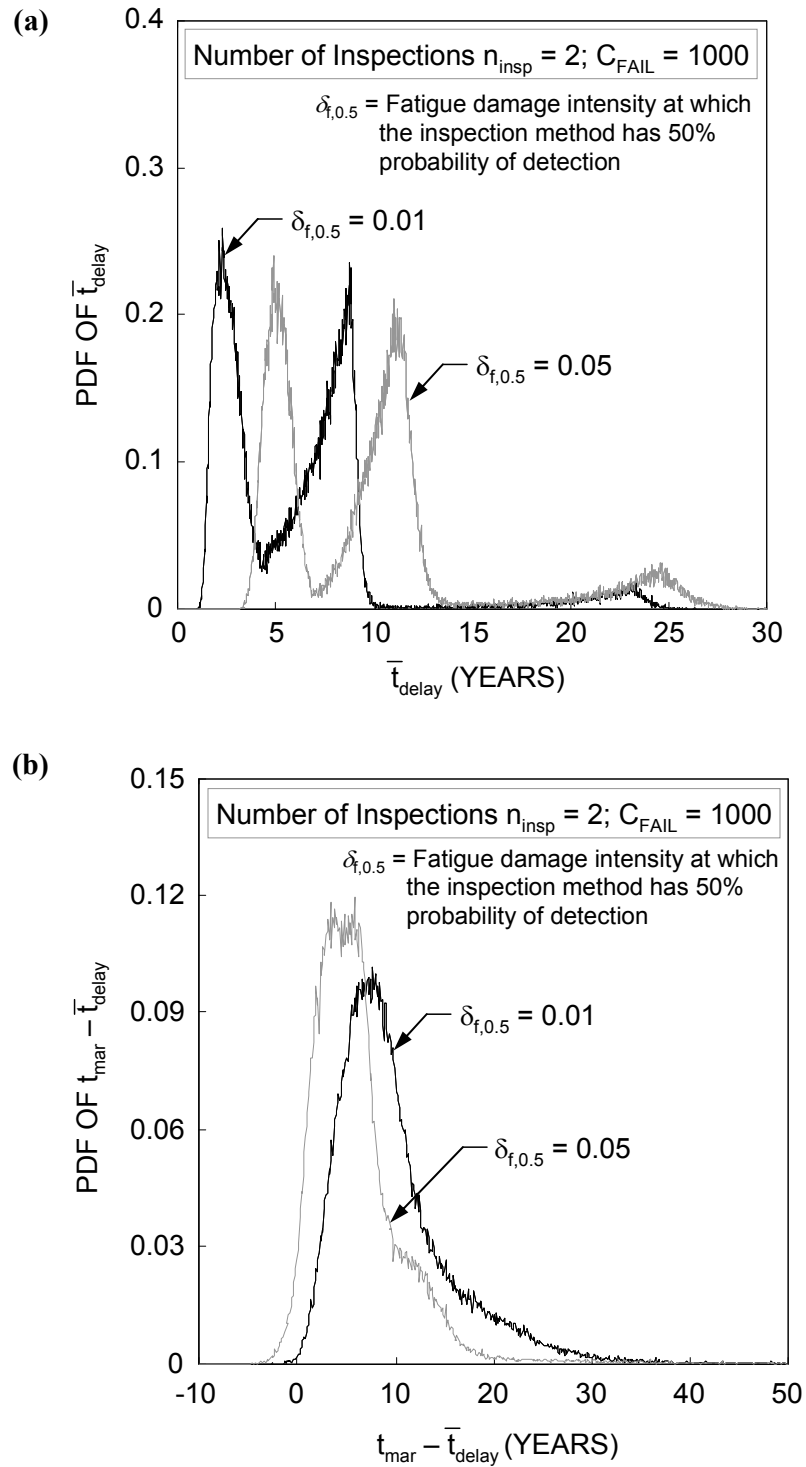 (a)
0.4
Number of Inspections n_insp = 2; C_FAIL = 1000
δ_f,0.5 = Fatigue damage intensity at which
the inspection method has 50%
probability of detection
0.3
δ_f,0.5 = 0.01
0.2
δ_f,0.5 = 0.05
0.1
0
PDF OF t̅_delay
0 5 10 15 20 25 30
t̅_delay (YEARS)
(b)
0.15
Number of Inspections n_insp = 2; C_FAIL = 1000
δ_f,0.5 = Fatigue damage intensity at which
the inspection method has 50%
probability of detection
0.12
0.09
δ_f,0.5 = 0.01
0.06
δ_f,0.5 = 0.05
0.03
0
PDF OF t_mar – t̅_delay
-10 0 10 20 30 40 50
t_mar – t̅_delay (YEARS)